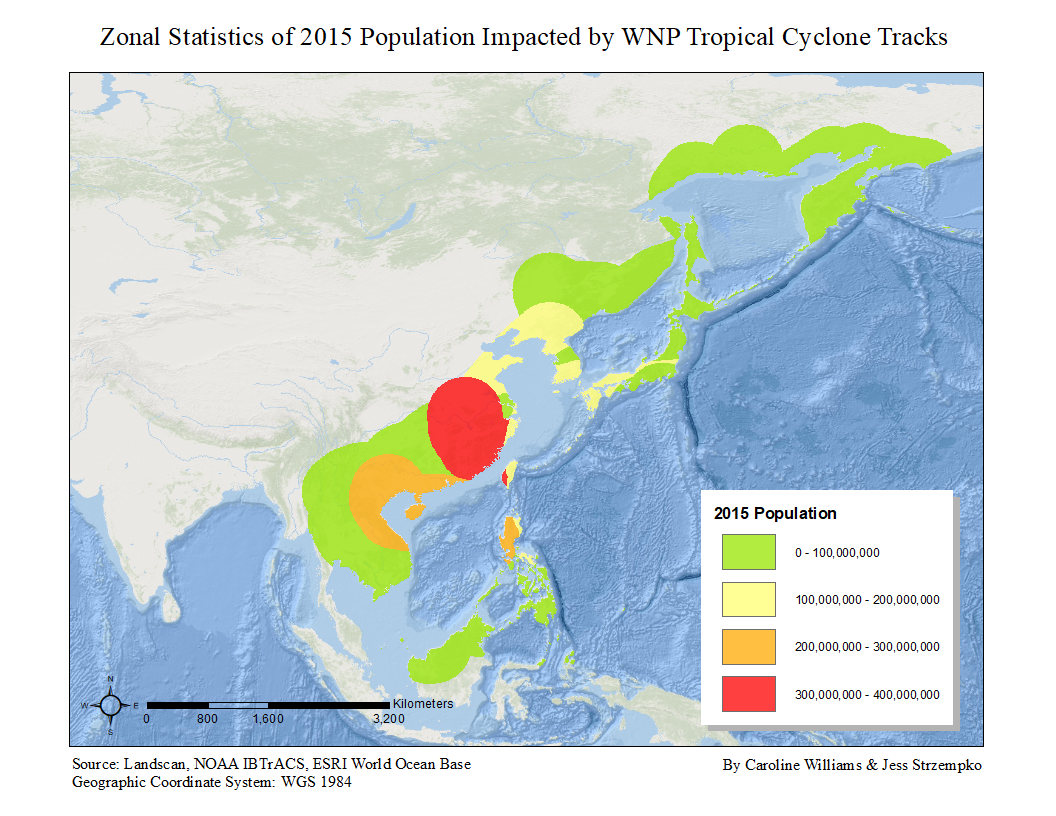 Zonal Statistics of 2015 Population Impacted by WNP Tropical Cyclone Tracks
2015 Population
0 - 100,000,000
100,000,000 - 200,000,000
200,000,000 - 300,000,000
300,000,000 - 400,000,000
N
W E
S
Kilometers
0 800 1,600 3,200
Source: Landscan, NOAA IBTrACS, ESRI World Ocean Base
Geographic Coordinate System: WGS 1984
By Caroline Williams & Jess Strzempko